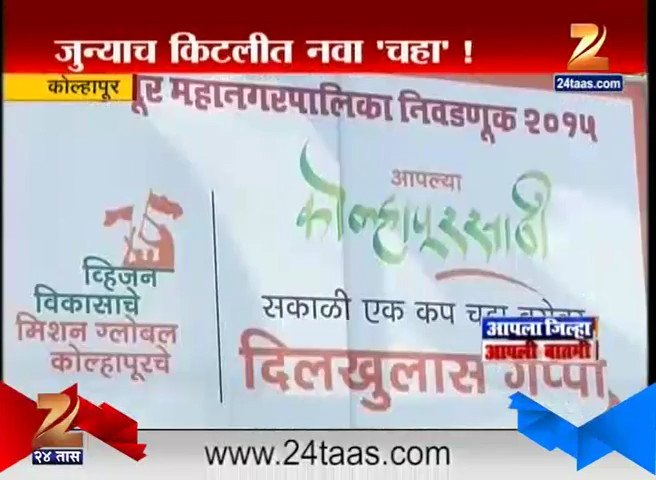 जुन्याच किटलीत नवा 'चहा' !
24taas.com
कोल्हापूर
पूर महानगरपालिका निवडणूक २०१५
आपल्या
कोल्हापूरसाठी
व्हिजन
विकासाचे
मिशन ग्लोबल
कोल्हापूरचे
सकाळी एक कप चहा
दिलखुलास गप्पा
आपला जिल्हा
आपली बातमी
२४ तास
www.24taas.com